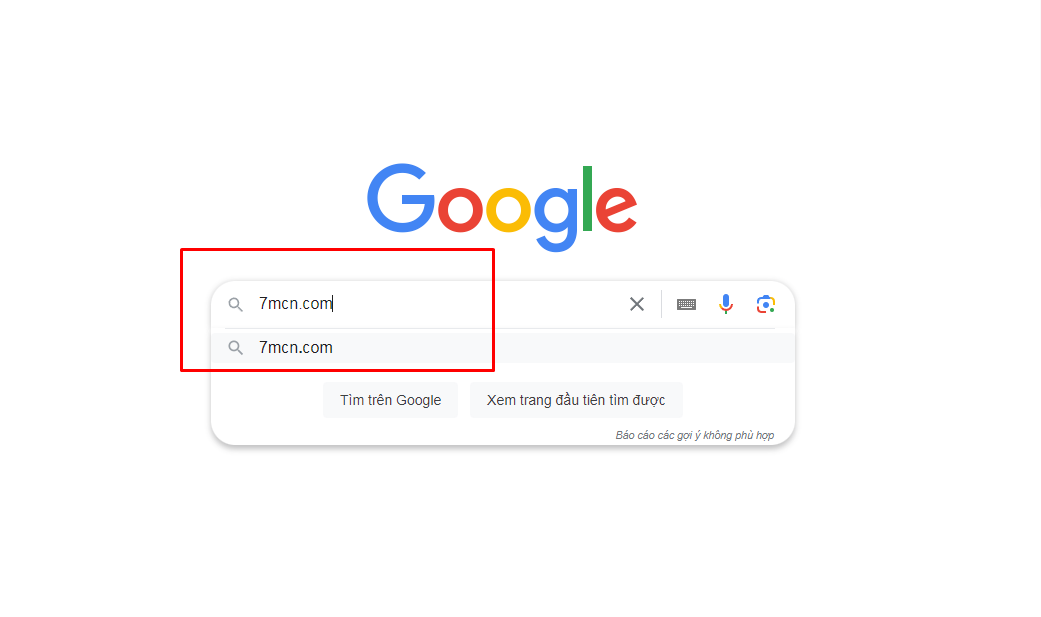 Google
7mcn.com
7mcn.com
Tìm trên Google
Xem trang đầu tiên tìm được
Báo cáo các gợi ý không phù hợp